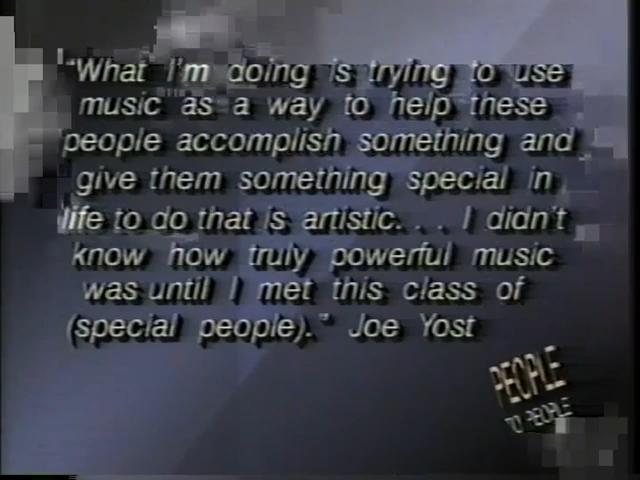 "What I'm doing is trying to use
music as a way to help these
people accomplish something and
give them something special in
life to do that is artistic. . . I didn't
know how truly powerful music
was until I met this class of
(special people)." Joe Yost
PEOPLE
TO PEOPLE